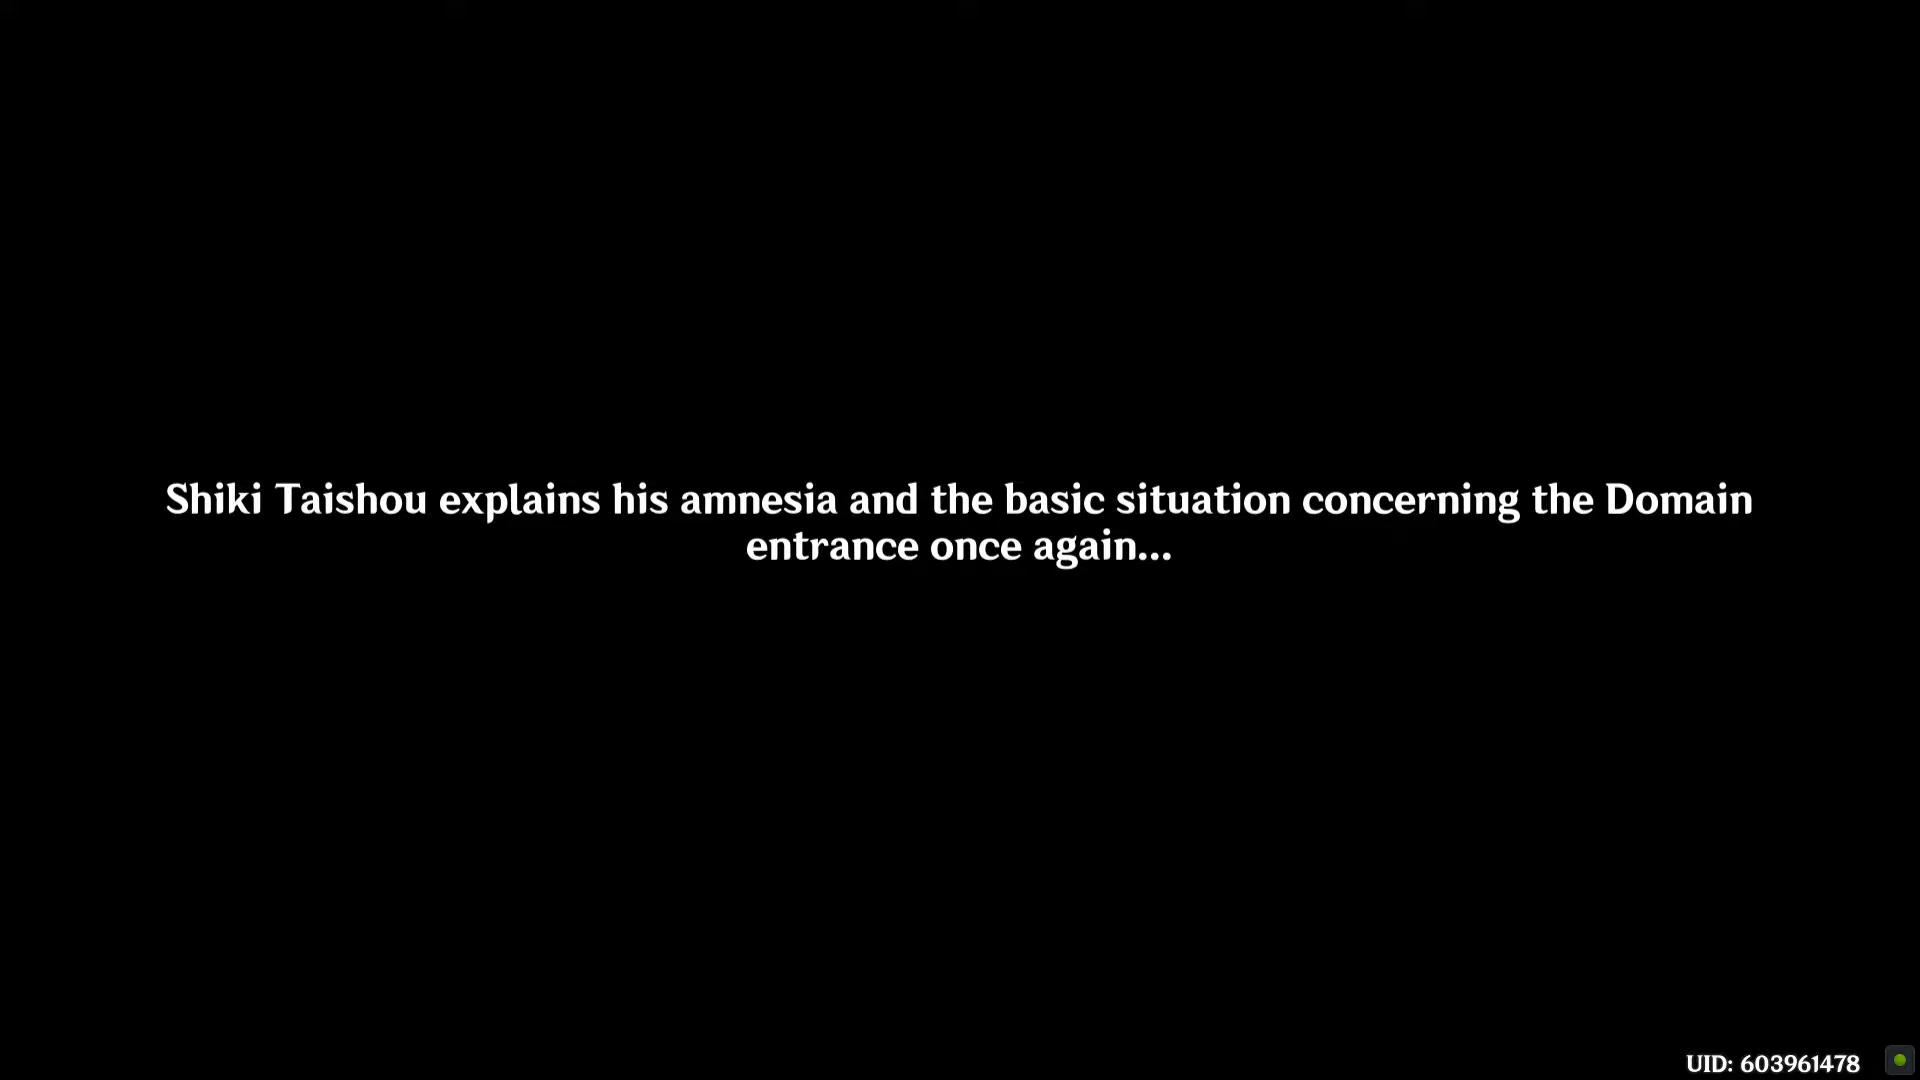 Shiki Taishou explains his amnesia and the basic situation concerning the Domain
entrance once again...
UID: 603961478